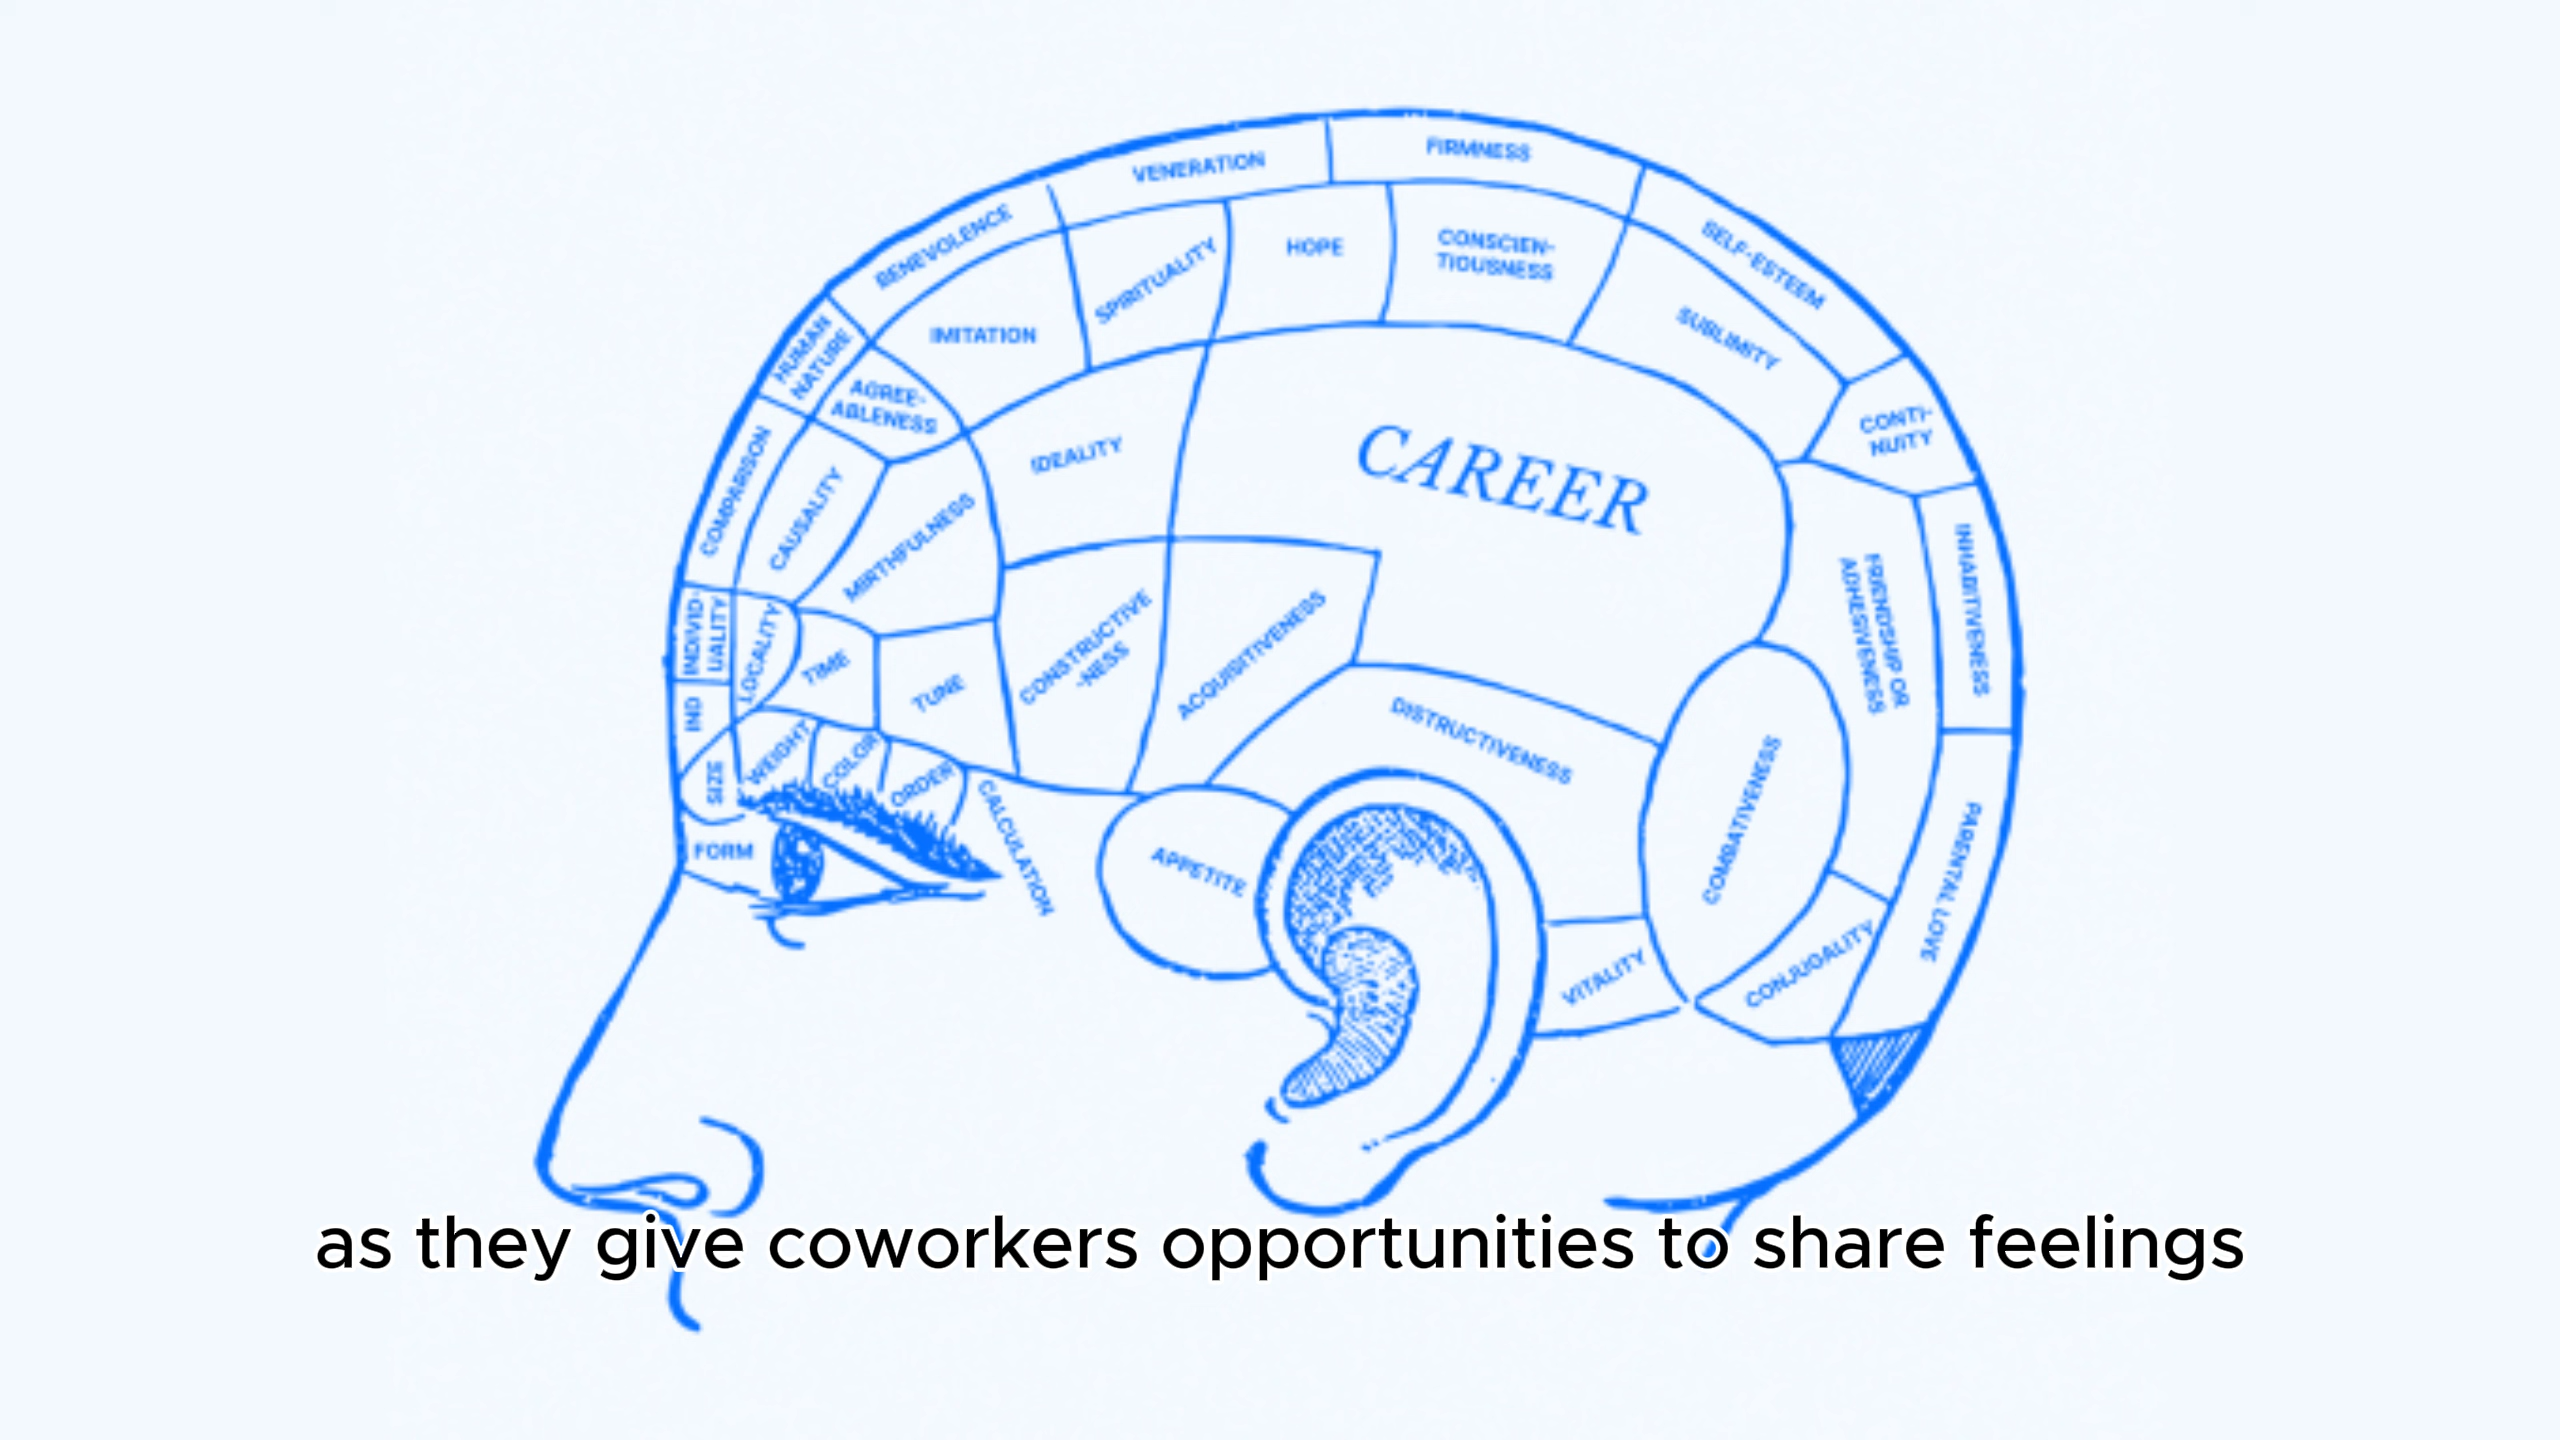 VENERATION
FIRMNESS
BENEVOLENCE
SPIRITUALITY
HOPE
CONSCIEN-
TIOUSNESS
SELF-ESTEEM
HUMAN
NATURE
IMITATION
SUBLIMITY
AGREE-
ABLENESS
CONTI-
NUITY
COMPARISON
CAUSALITY
MIRTHFULNESS
IDEALITY
CAREER
INDIVID-
UALITY
LOCALITY
TIME
TUNE
CONSTRUCTIVE
-NESS
ACQUISITIVENESS
FRIENDSHIP OR
ADHESIVENESS
INHABITIVENESS
IND
SIZE
WEIGHT
COLOR
ORDER
CALCULATION
DISTRUCTIVENESS
COMBATIVENESS
PARENTAL LOVE
FORM
APPETITE
VITALITY
CONJUGALITY
as they give coworkers opportunities to share feelings